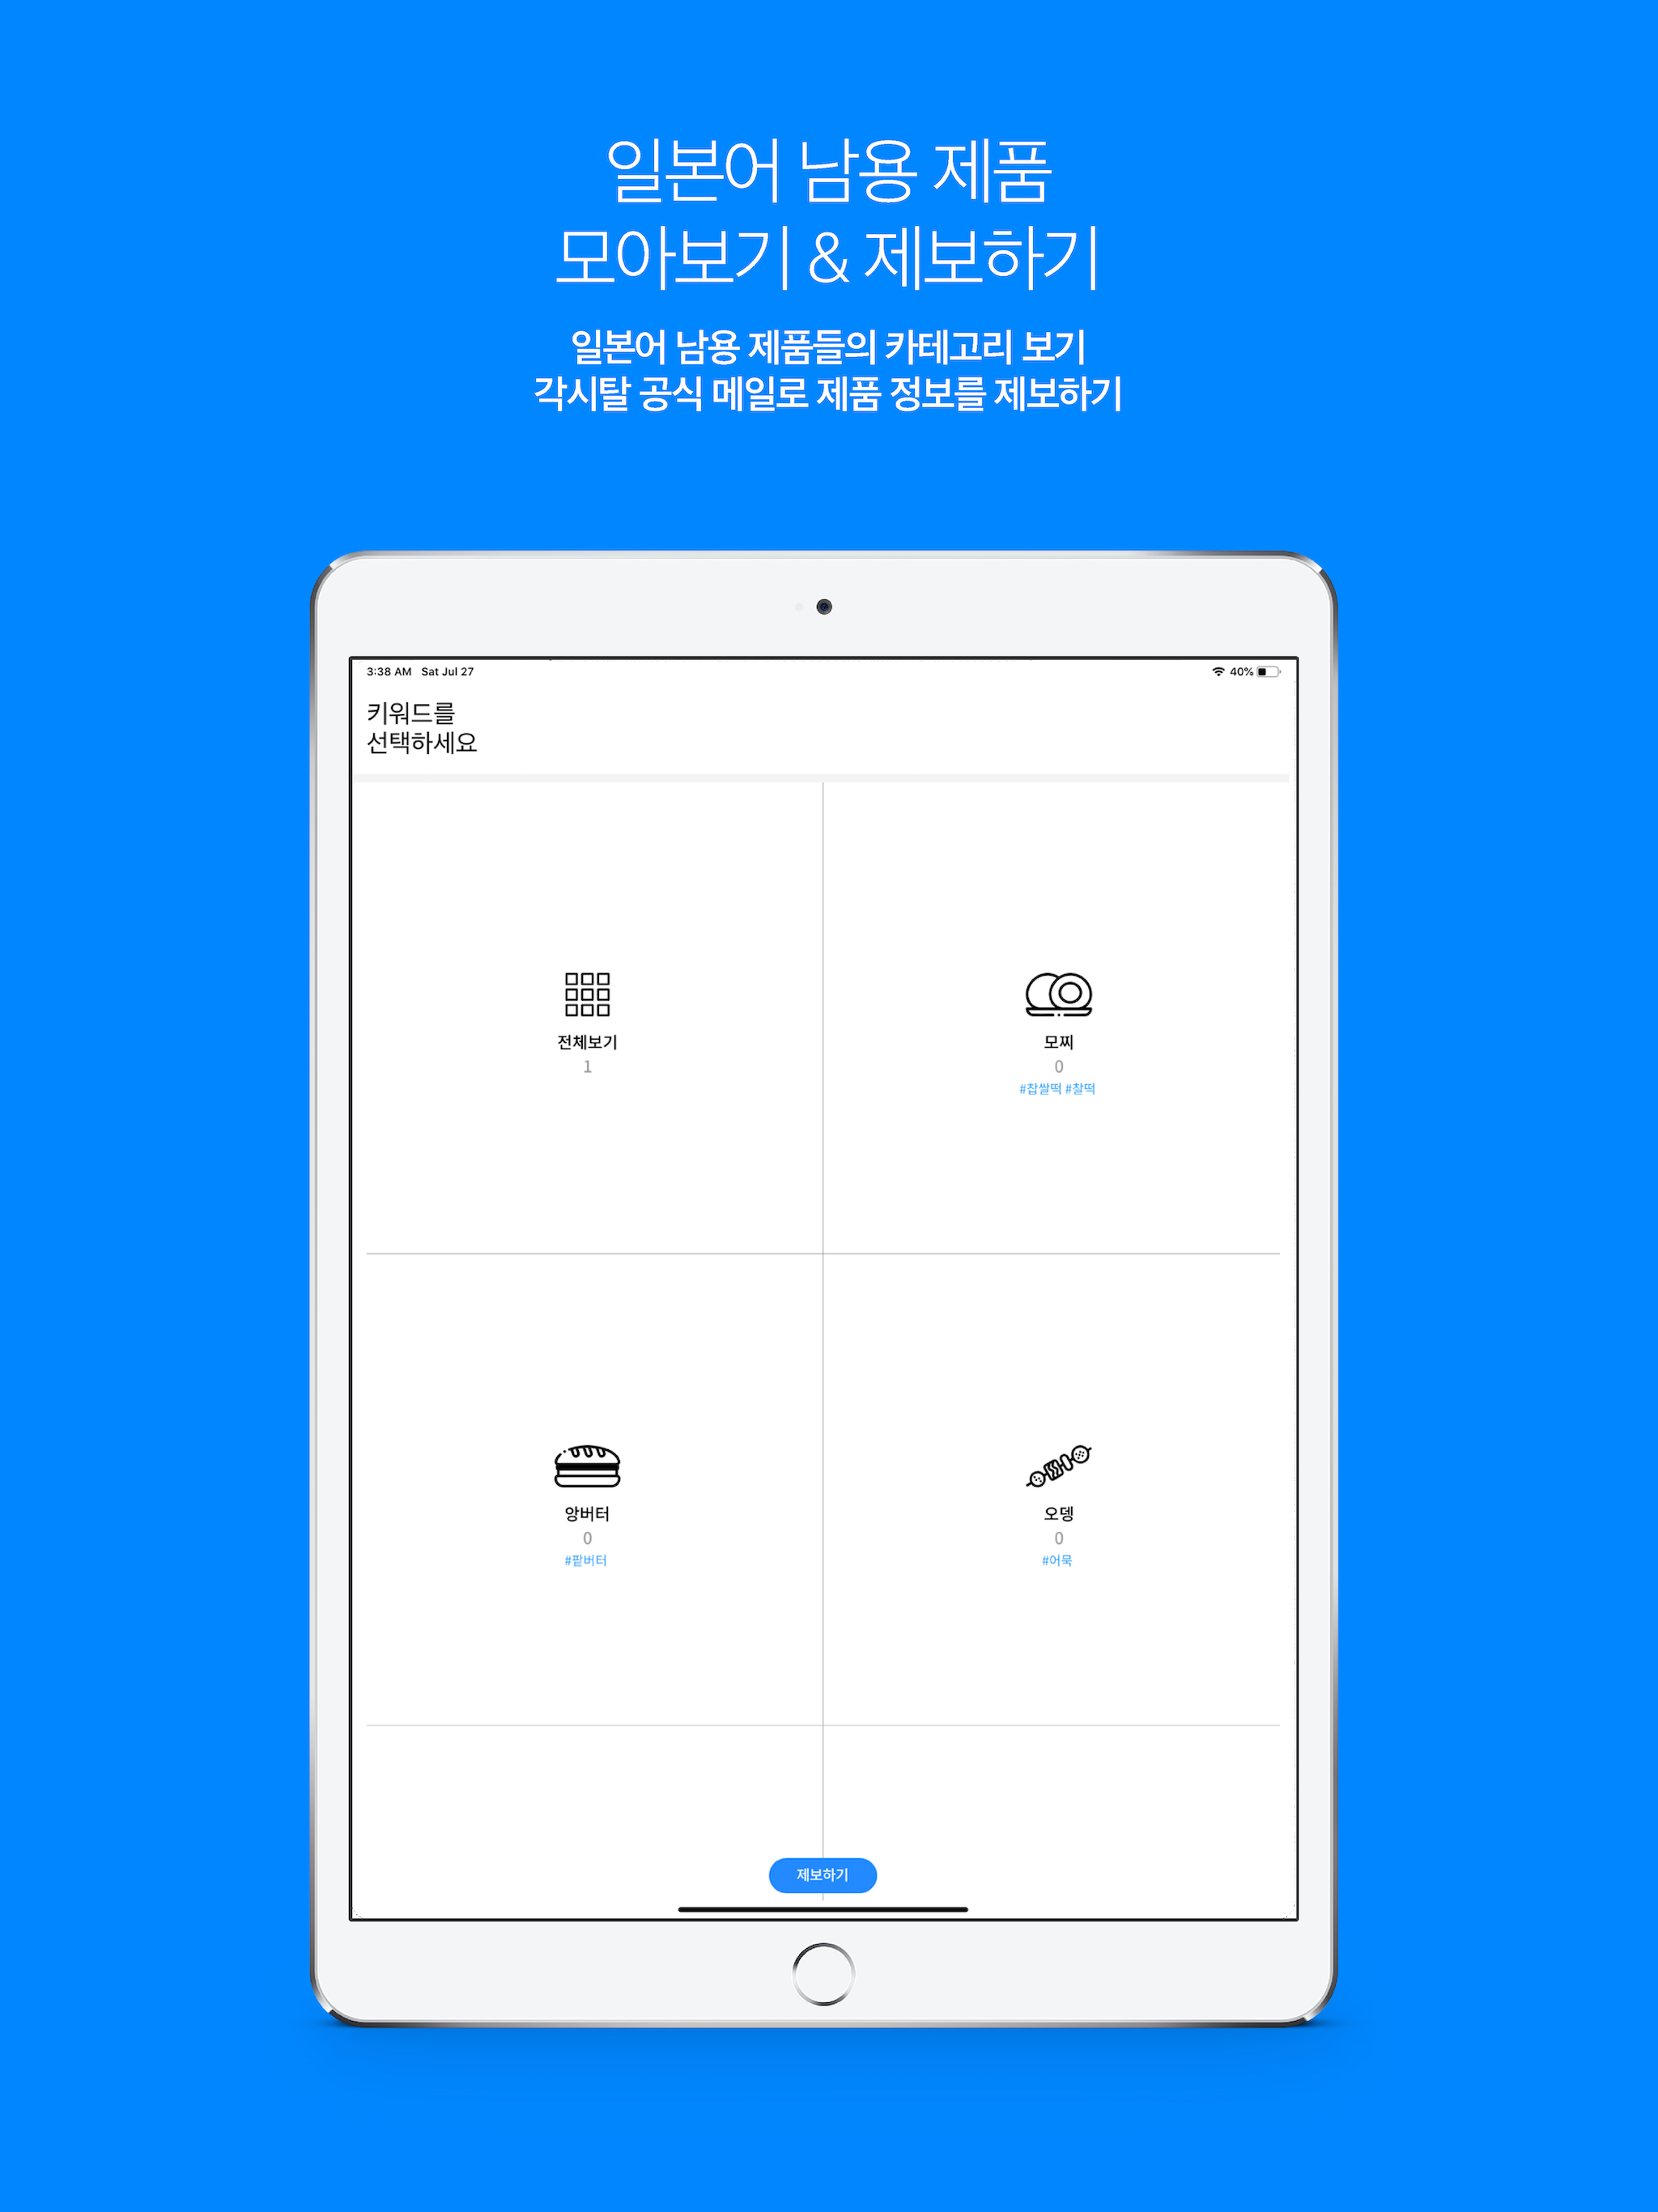 일본어 남용 제품
모아보기 & 제보하기
일본어 남용 제품들의 카테고리 보기
각시탈 공식 메일로 제품 정보를 제보하기
3:38 AM Sat Jul 27
40%
키워드를
선택하세요
전체보기
1
모찌
0
#찹쌀떡 #찰떡
앙버터
0
#팥버터
오뎅
0
#어묵
제보하기